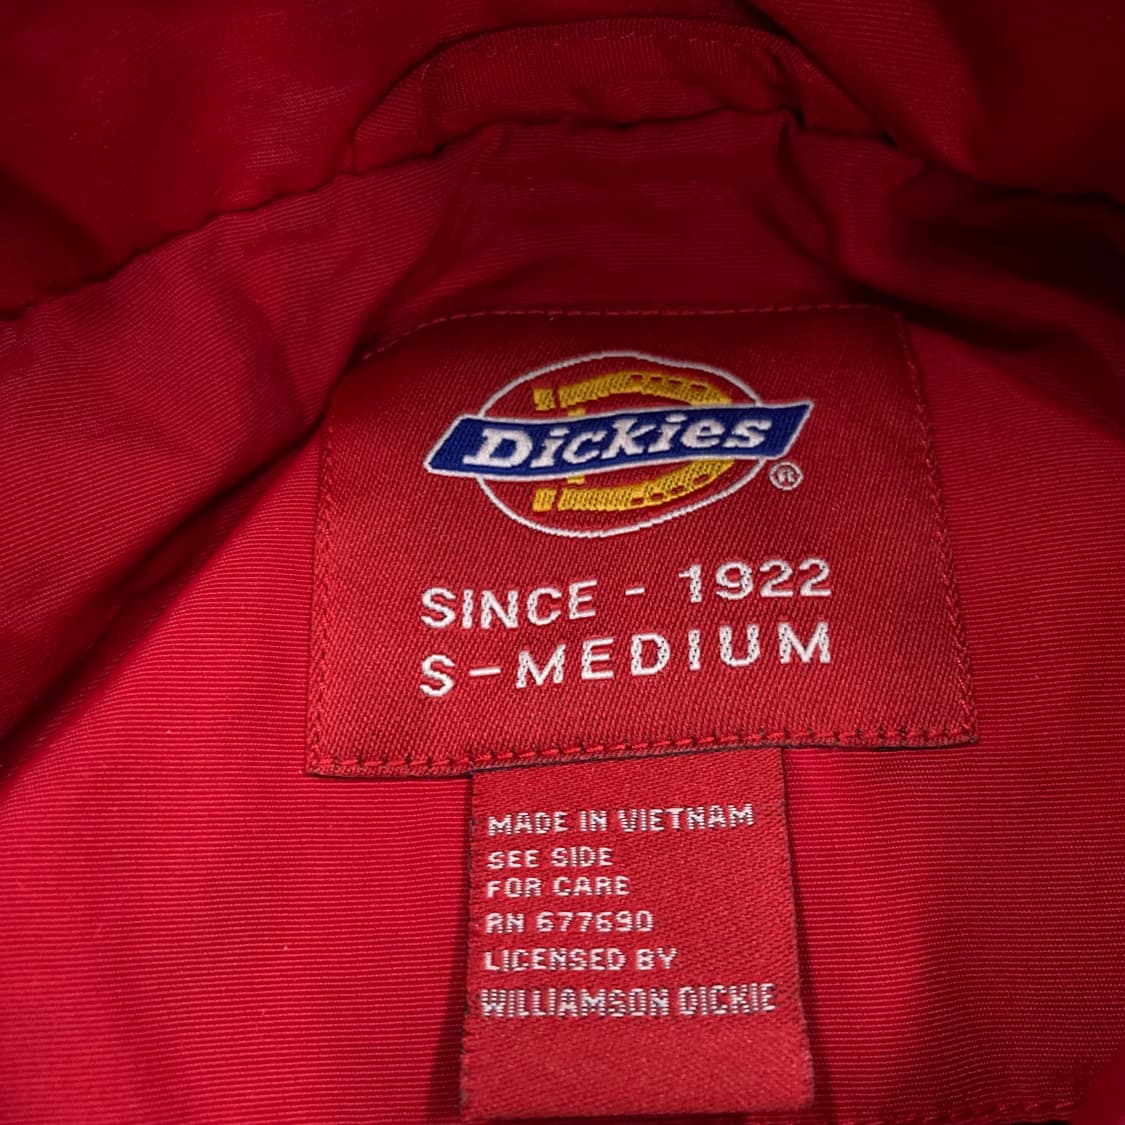 Dickies®
SINCE - 1922
S-MEDIUM
MADE IN VIETNAM
SEE SIDE
FOR CARE
RN 677690
LICENSED BY
WILLIAMSON DICKIE